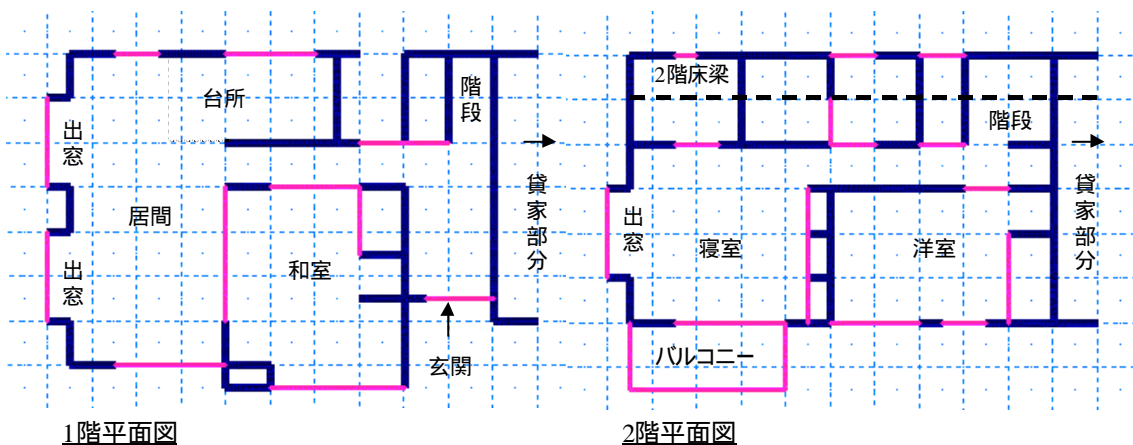 台所
階段
出窓
貸家部分
居間
出窓
和室
玄関
1階平面図
2階床梁
階段
貸家部分
出窓
寝室
洋室
バルコニー
2階平面図